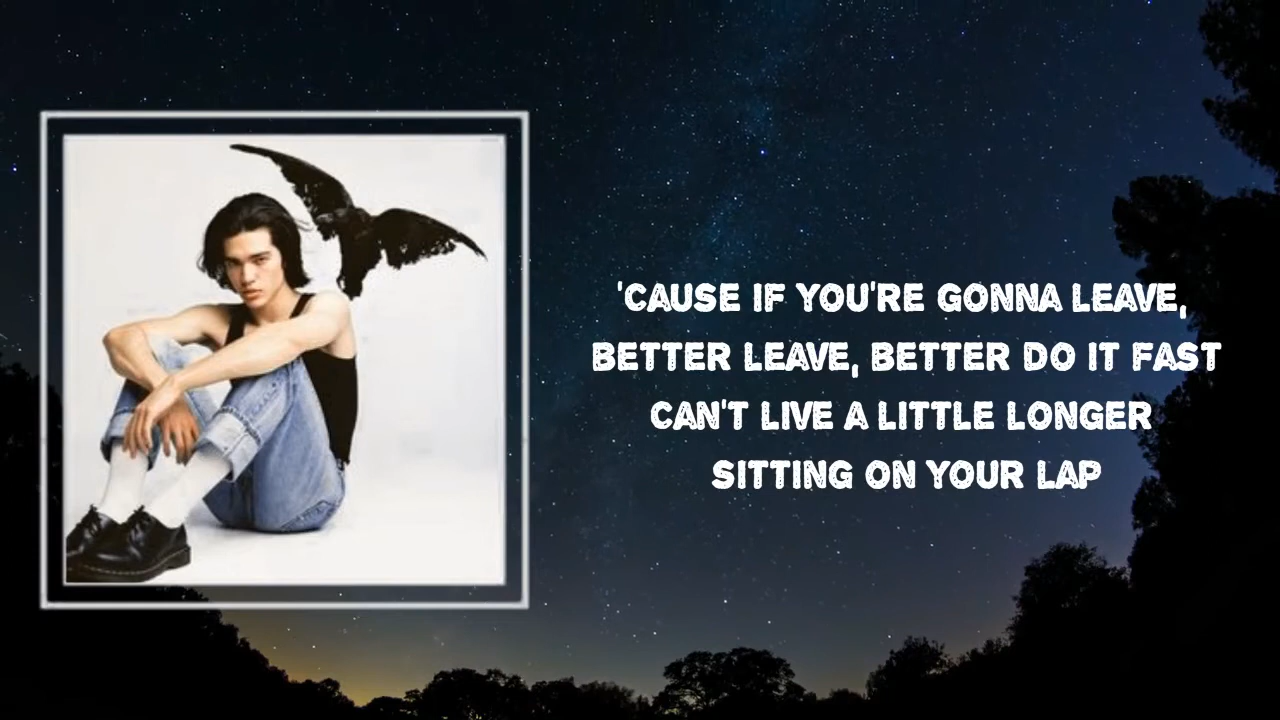 'CAUSE IF YOU'RE GONNA LEAVE,
BETTER LEAVE, BETTER DO IT FAST
CAN'T LIVE A LITTLE LONGER
SITTING ON YOUR LAP